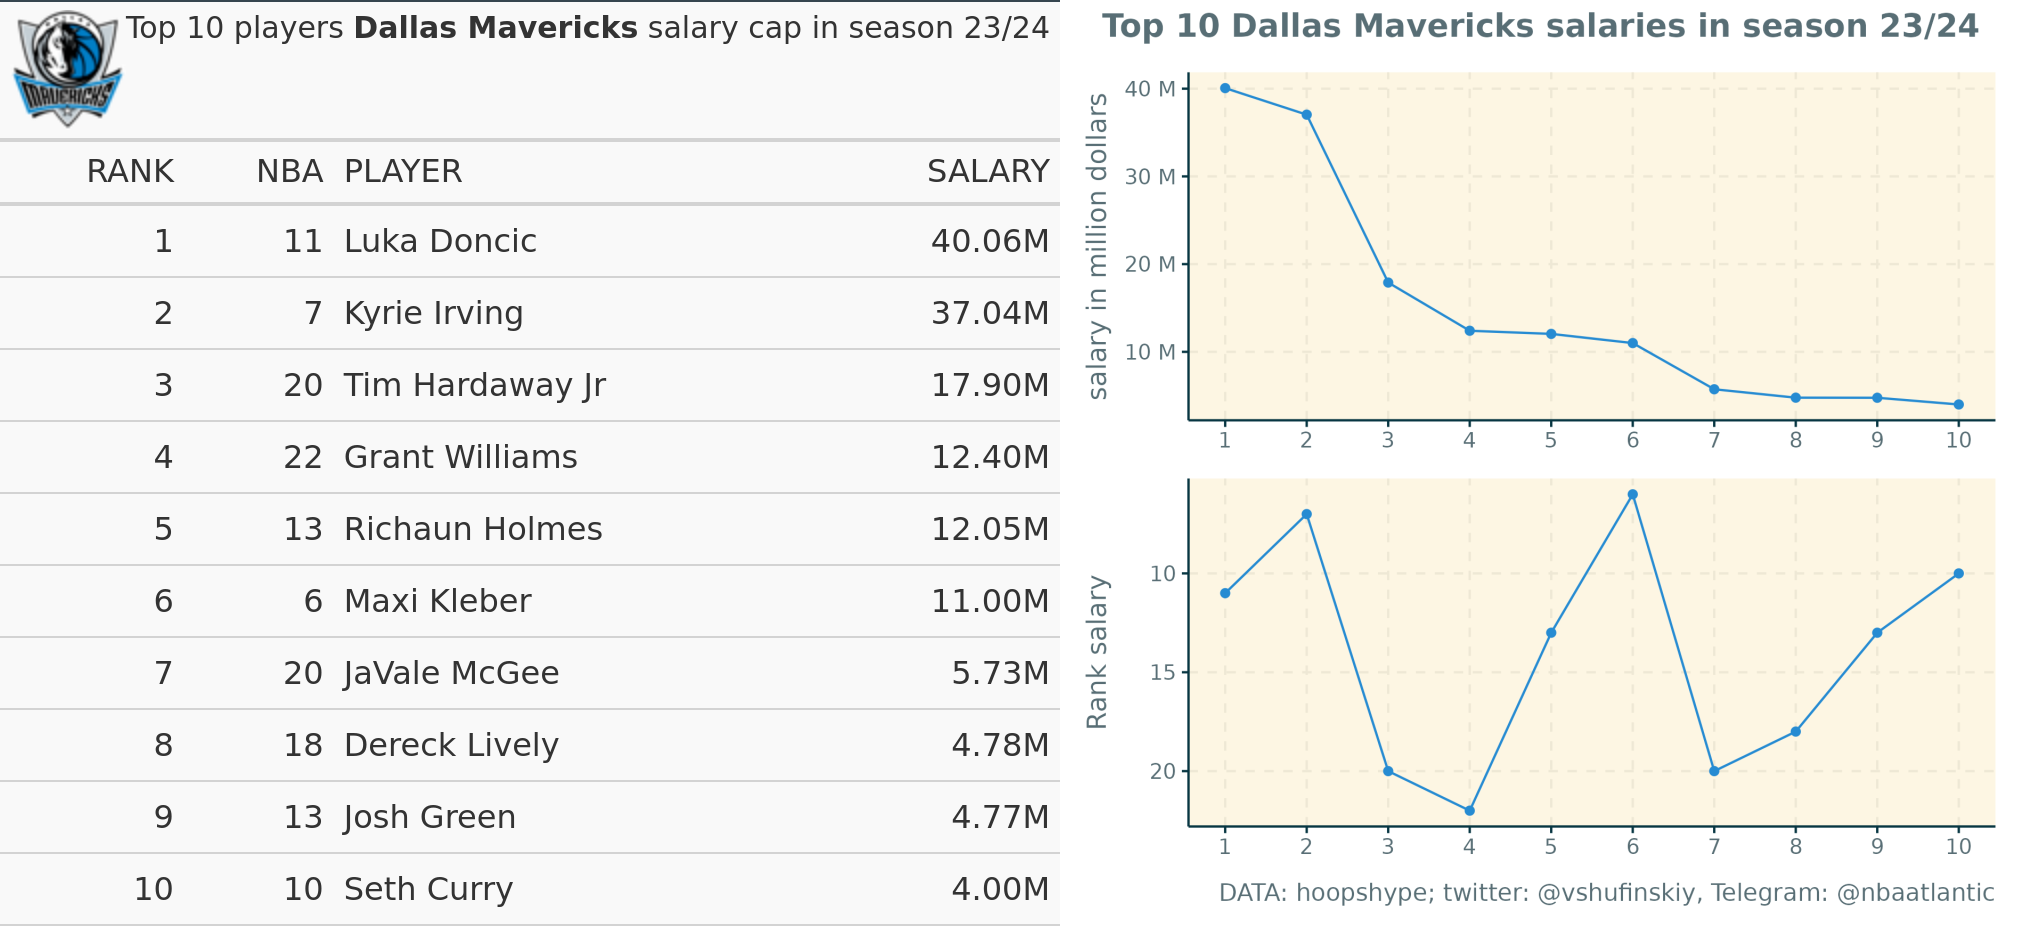 Top 10 players Dallas Mavericks salary cap in season 23/24
MAVERICKS
RANK NBA PLAYER SALARY
1 11 Luka Doncic 40.06M
2 7 Kyrie Irving 37.04M
3 20 Tim Hardaway Jr 17.90M
4 22 Grant Williams 12.40M
5 13 Richaun Holmes 12.05M
6 6 Maxi Kleber 11.00M
7 20 JaVale McGee 5.73M
8 18 Dereck Lively 4.78M
9 13 Josh Green 4.77M
10 10 Seth Curry 4.00M
Top 10 Dallas Mavericks salaries in season 23/24
salary in million dollars
40 M
30 M
20 M
10 M
1 2 3 4 5 6 7 8 9 10
Rank salary
10
15
20
1 2 3 4 5 6 7 8 9 10
DATA: hoopshype; twitter: @vshufinskiy, Telegram: @nbaatlantic